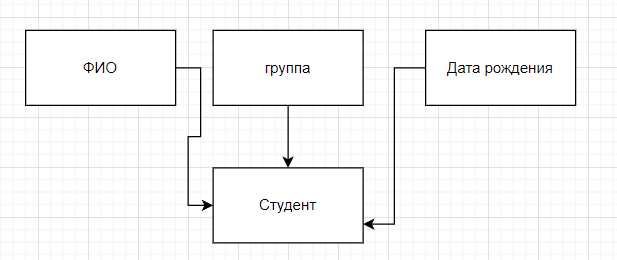 ФИО
группа
Дата рождения
Студент